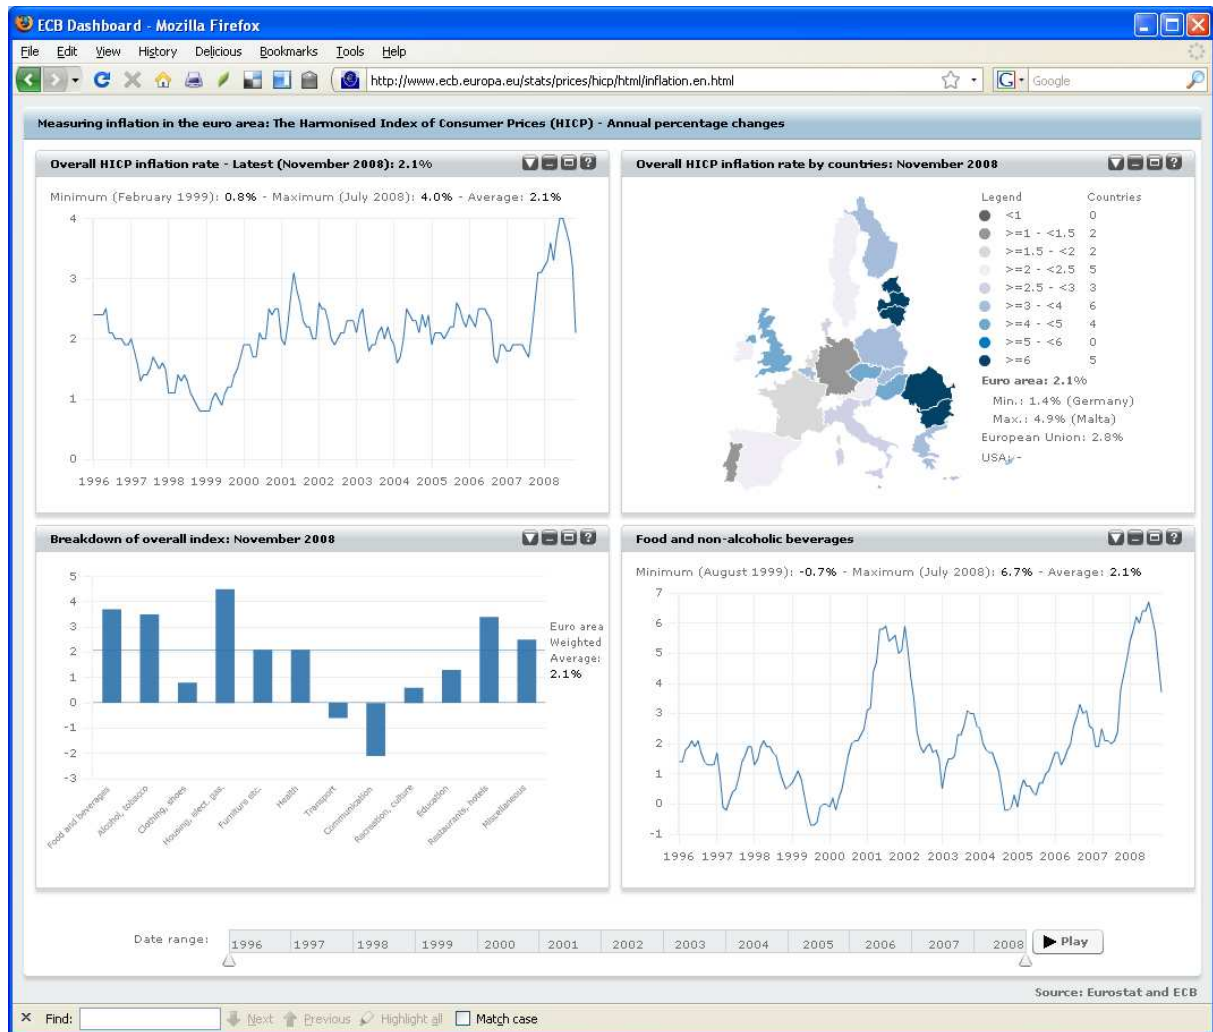 ECB Dashboard - Mozilla Firefox
File Edit View History Delicious Bookmarks Tools Help
http://www.ecb.europa.eu/stats/prices/hicp/html/inflation.en.html
G Google
Measuring inflation in the euro area: The Harmonised Index of Consumer Prices (HICP) - Annual percentage changes
Overall HICP inflation rate - Latest (November 2008): 2.1%
Minimum (February 1999): 0.8% - Maximum (July 2008): 4.0% - Average: 2.1%
4
3
2
1
0
1996 1997 1998 1999 2000 2001 2002 2003 2004 2005 2006 2007 2008
Overall HICP inflation rate by countries: November 2008
Legend Countries
<1 0
>=1 - <1.5 2
>=1.5 - <2 2
>=2 - <2.5 5
>=2.5 - <3 3
>=3 - <4 6
>=4 - <5 4
>=5 - <6 0
>=6 5
Euro area: 2.1%
Min.: 1.4% (Germany)
Max.: 4.9% (Malta)
European Union: 2.8%
USA: -
Breakdown of overall index: November 2008
5
4
3
2
1
0
-1
-2
-3
Euro area
Weighted
Average:
2.1%
Food and beverages
Alcohol, tobacco
Clothing, shoes
Housing, elect. gas.
Furniture etc.
Health
Transport
Communication
Recreation, culture
Education
Restaurants, hotels
Miscellaneous
Food and non-alcoholic beverages
Minimum (August 1999): -0.7% - Maximum (July 2008): 6.7% - Average: 2.1%
7
6
5
4
3
2
1
0
-1
1996 1997 1998 1999 2000 2001 2002 2003 2004 2005 2006 2007 2008
Date range: 1996 1997 1998 1999 2000 2001 2002 2003 2004 2005 2006 2007 2008 Play
Source: Eurostat and ECB
× Find: Next Previous Highlight all Match case